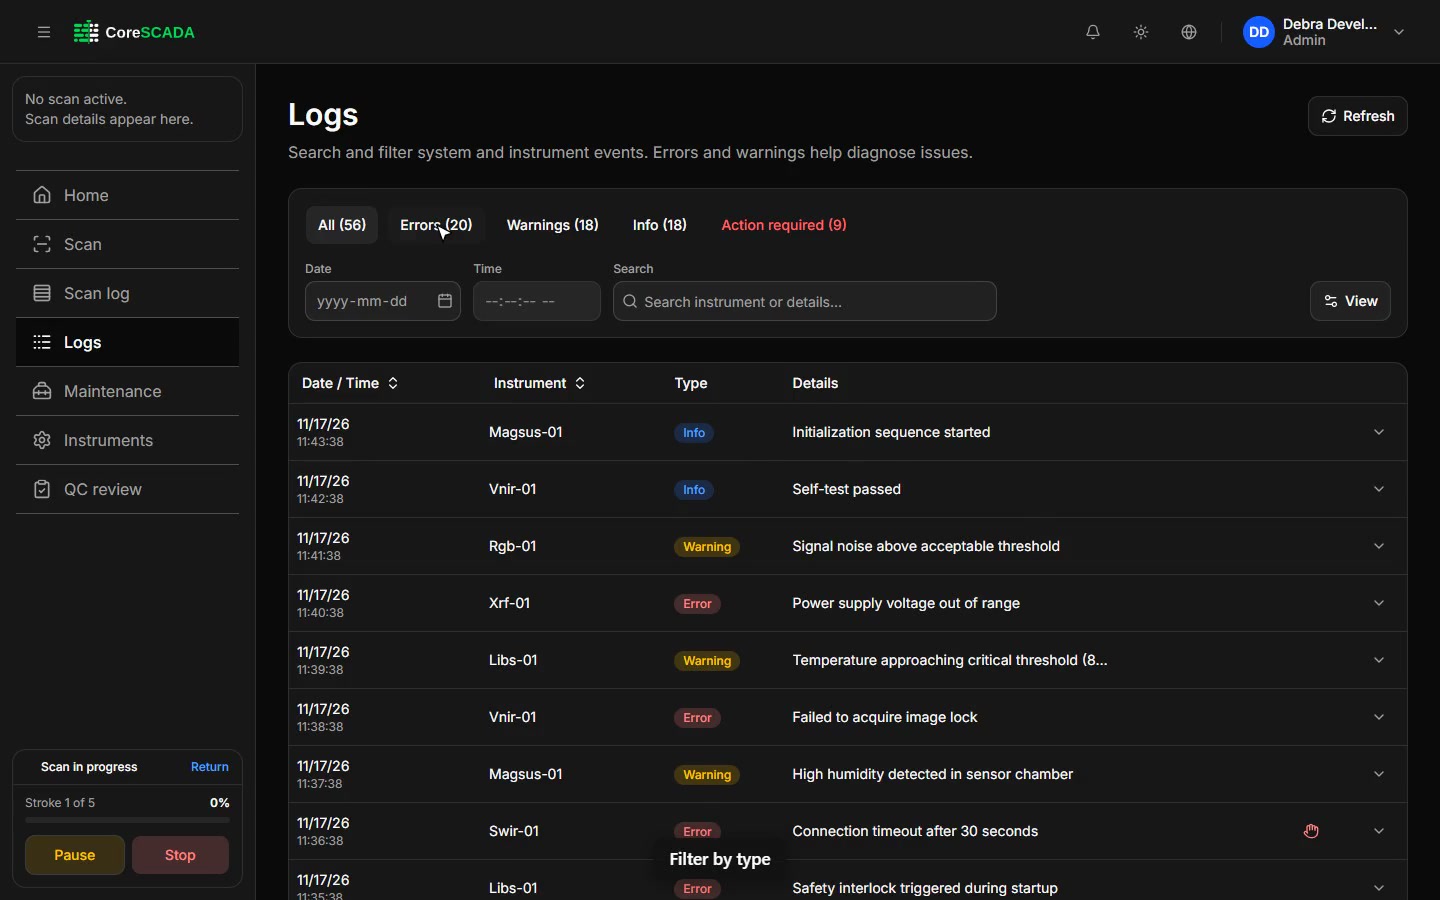 CoreSCADA
DD
Debra Devel...
Admin
No scan active.
Scan details appear here.
Home
Scan
Scan log
Logs
Maintenance
Instruments
QC review
Scan in progress
Return
Stroke 1 of 5
0%
Pause
Stop
Logs
Search and filter system and instrument events. Errors and warnings help diagnose issues.
Refresh
All (56)
Errors (20)
Warnings (18)
Info (18)
Action required (9)
Date
Time
Search
yyyy-mm-dd
--:--:-- --
Search instrument or details...
View
Date / Time
Instrument
Type
Details
11/17/26
11:43:38
Magsus-01
Info
Initialization sequence started
11/17/26
11:42:38
Vnir-01
Info
Self-test passed
11/17/26
11:41:38
Rgb-01
Warning
Signal noise above acceptable threshold
11/17/26
11:40:38
Xrf-01
Error
Power supply voltage out of range
11/17/26
11:39:38
Libs-01
Warning
Temperature approaching critical threshold (8...
11/17/26
11:38:38
Vnir-01
Error
Failed to acquire image lock
11/17/26
11:37:38
Magsus-01
Warning
High humidity detected in sensor chamber
11/17/26
11:36:38
Swir-01
Error
Connection timeout after 30 seconds
11/17/26
11:35:38
Libs-01
Error
Safety interlock triggered during startup
Filter by type